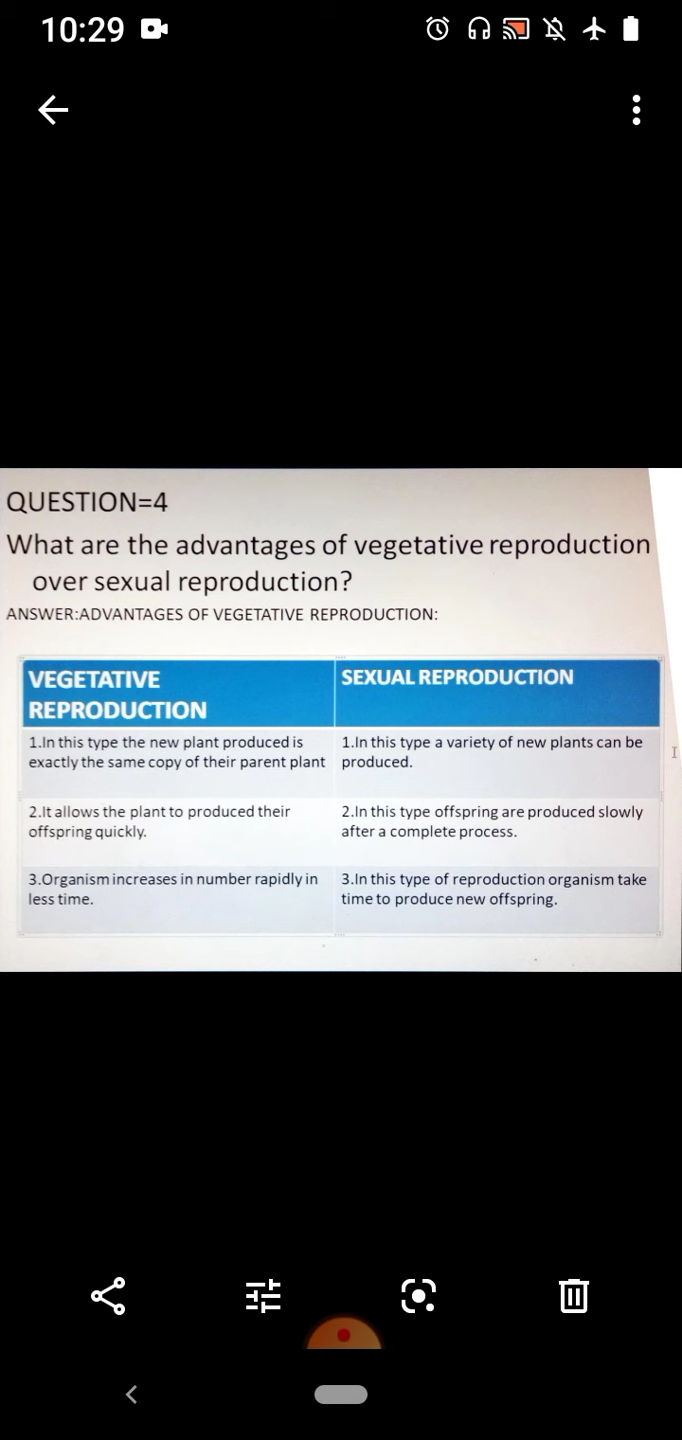 10:29
QUESTION=4
What are the advantages of vegetative reproduction
over sexual reproduction?
ANSWER:ADVANTAGES OF VEGETATIVE REPRODUCTION:
VEGETATIVE
REPRODUCTION
SEXUAL REPRODUCTION
1.In this type the new plant produced is
exactly the same copy of their parent plant
1.In this type a variety of new plants can be
produced.
2.It allows the plant to produced their
offspring quickly.
2.In this type offspring are produced slowly
after a complete process.
3.Organism increases in number rapidly in
less time.
3.In this type of reproduction organism take
time to produce new offspring.